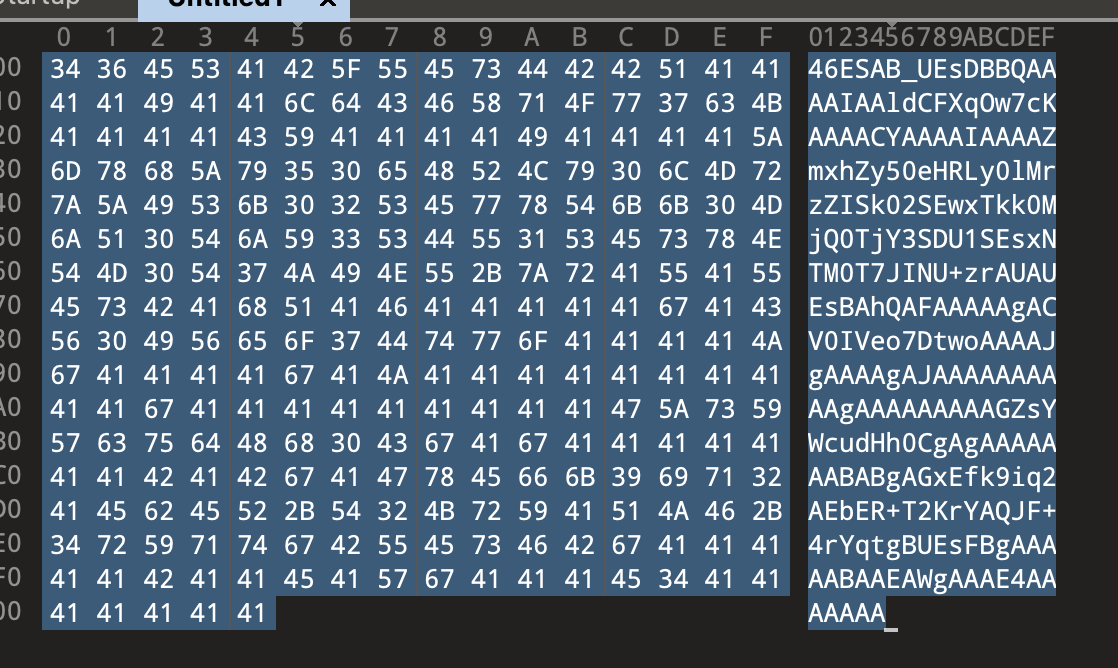 Startup Untitled1 ×
0 1 2 3 4 5 6 7 8 9 A B C D E F 0123456789ABCDEF
00 34 36 45 53 41 42 5F 55 45 73 44 42 42 51 41 41 46ESAB_UEsDBBQAA
10 41 41 49 41 41 6C 64 43 46 58 71 4F 77 37 63 4B AAIAAldCFXqOw7cK
20 41 41 41 41 43 59 41 41 41 41 49 41 41 41 41 5A AAAACYAAAAIAAAAZ
30 6D 78 68 5A 79 35 30 65 48 52 4C 79 30 6C 4D 72 mxhZy50eHRLy0lMr
40 7A 5A 49 53 6B 30 32 53 45 77 78 54 6B 6B 30 4D zZISk02SEwxTkk0M
50 6A 51 30 54 6A 59 33 53 44 55 31 53 45 73 78 4E jQ0TjY3SDU1SEsxN
60 54 4D 30 54 37 4A 49 4E 55 2B 7A 72 41 55 41 55 TM0T7JINU+zrAUAU
70 45 73 42 41 68 51 41 46 41 41 41 41 41 67 41 43 EsBAhQAFAAAAAgAC
80 56 30 49 56 65 6F 37 44 74 77 6F 41 41 41 41 4A V0IVeo7DtwoAAAAJ
90 67 41 41 41 41 67 41 4A 41 41 41 41 41 41 41 41 gAAAAgAJAAAAAAAA
A0 41 41 67 41 41 41 41 41 41 41 41 41 47 5A 73 59 AAgAAAAAAAAAGZsY
B0 57 63 75 64 48 68 30 43 67 41 67 41 41 41 41 41 WcudHh0CgAgAAAAA
C0 41 41 42 41 42 67 41 47 78 45 66 6B 39 69 71 32 AABABgAGxEfk9iq2
D0 41 45 62 45 52 2B 54 32 4B 72 59 41 51 4A 46 2B AEbER+T2KrYAQJF+
E0 34 72 59 71 74 67 42 55 45 73 46 42 67 41 41 41 4rYqtgBUEsFBgAAA
F0 41 41 42 41 41 45 41 57 67 41 41 41 45 34 41 41 AABAAEAWgAAAE4AA
00 41 41 41 41 41 AAAAA